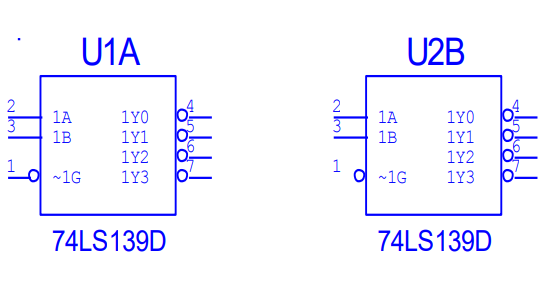 U1A
2 1A 1Y0 4
3 1B 1Y1 5
1Y2 6
1 ~1G 1Y3 7
74LS139D
U2B
2 1A 1Y0 4
3 1B 1Y1 5
1Y2 6
1 ~1G 1Y3 7
74LS139D